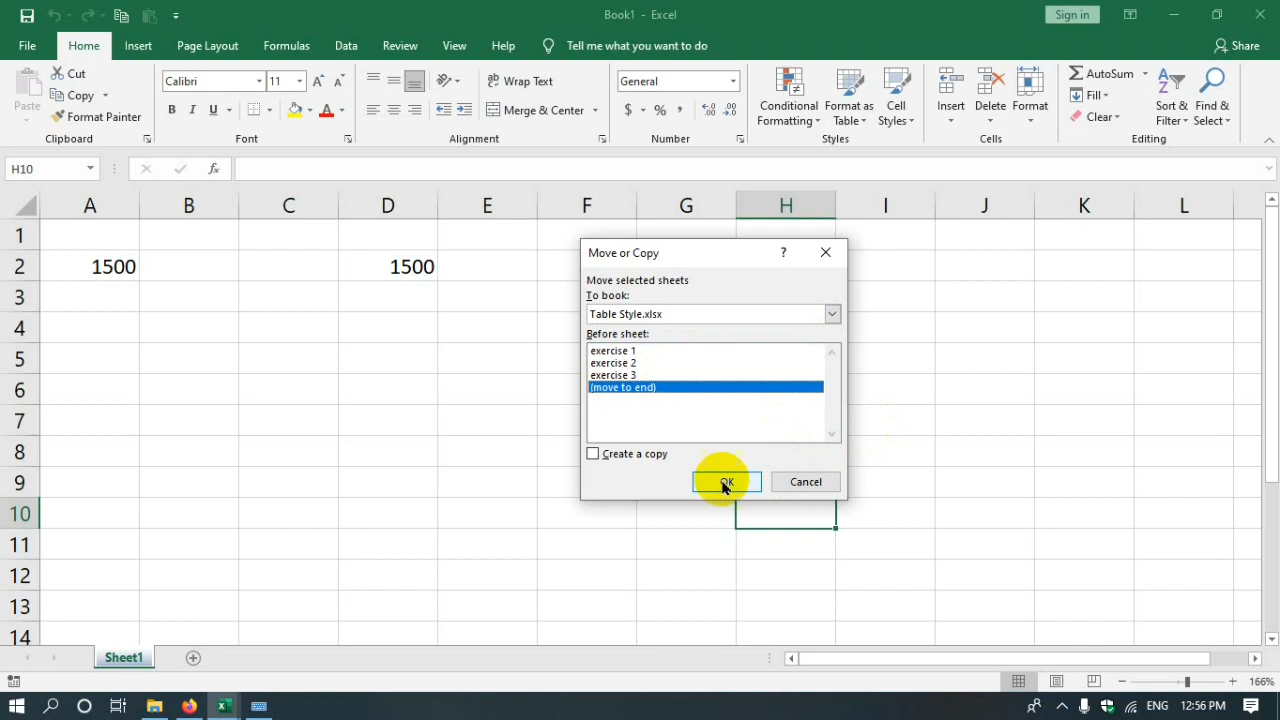 Book1 - Excel
Sign in
File Home Insert Page Layout Formulas Data Review View Help Tell me what you want to do Share
Paste
Cut
Copy
Format Painter
Calibri 11
B I U
Wrap Text
Merge & Center
General
$ % ,
Conditional Formatting
Format as Table
Cell Styles
Insert Delete Format
AutoSum
Fill
Clear
Sort & Filter
Find & Select
Clipboard Font Alignment Number Styles Cells Editing
H10 fx
A B C D E F G H I J K L
1
2 1500 1500
3
4
5
6
7
8
9
10
11
12
13
14
Move or Copy ?
Move selected sheets
To book:
Table Style.xlsx
Before sheet:
exercise 1
exercise 2
exercise 3
(move to end)
Create a copy
OK Cancel
Sheet1
166%
ENG 12:56 PM